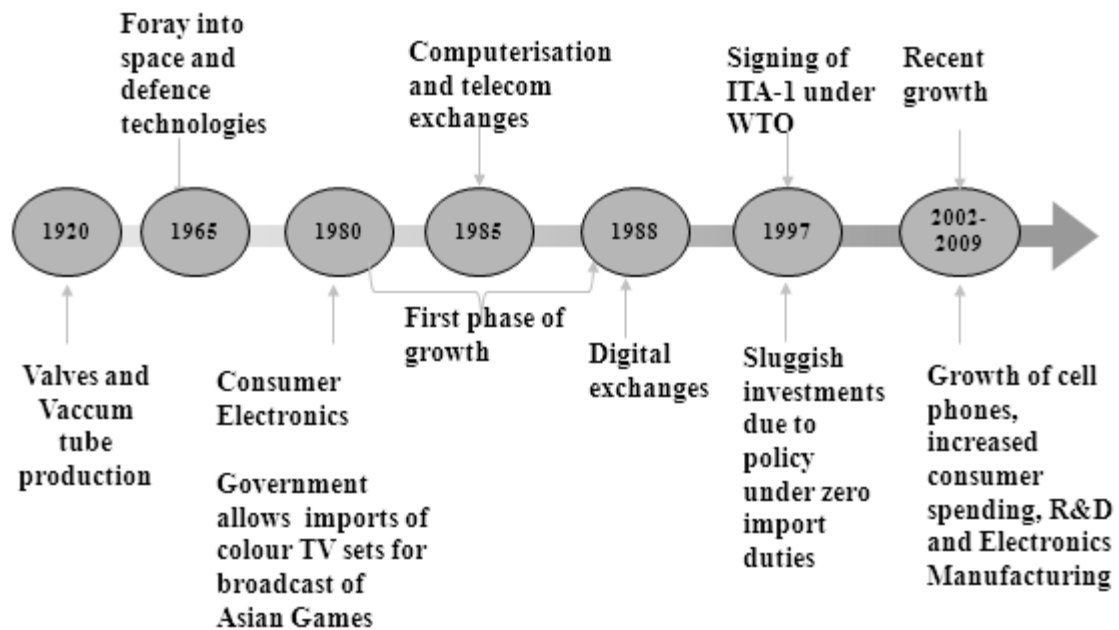 Foray into
space and
defence
technologies
Computerisation
and telecom
exchanges
Signing of
ITA-1 under
WTO
Recent
growth
1920
1965
1980
1985
1988
1997
2002-
2009
First phase of
growth
Valves and
Vaccum
tube
production
Consumer
Electronics
Government
allows imports of
colour TV sets for
broadcast of
Asian Games
Digital
exchanges
Sluggish
investments
due to
policy
under zero
import
duties
Growth of cell
phones,
increased
consumer
spending, R&D
and Electronics
Manufacturing